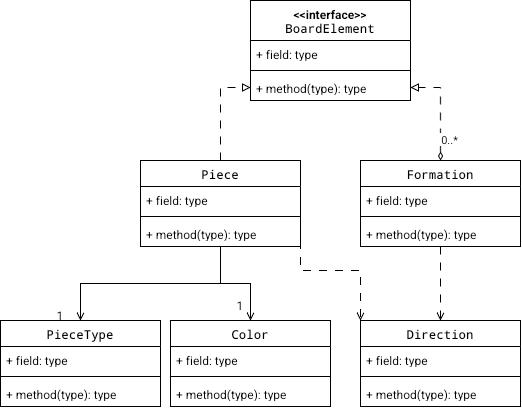 <<interface>>
BoardElement
+ field: type
+ method(type): type
0..*
Piece
+ field: type
+ method(type): type
Formation
+ field: type
+ method(type): type
1
1
PieceType
+ field: type
+ method(type): type
Color
+ field: type
+ method(type): type
Direction
+ field: type
+ method(type): type